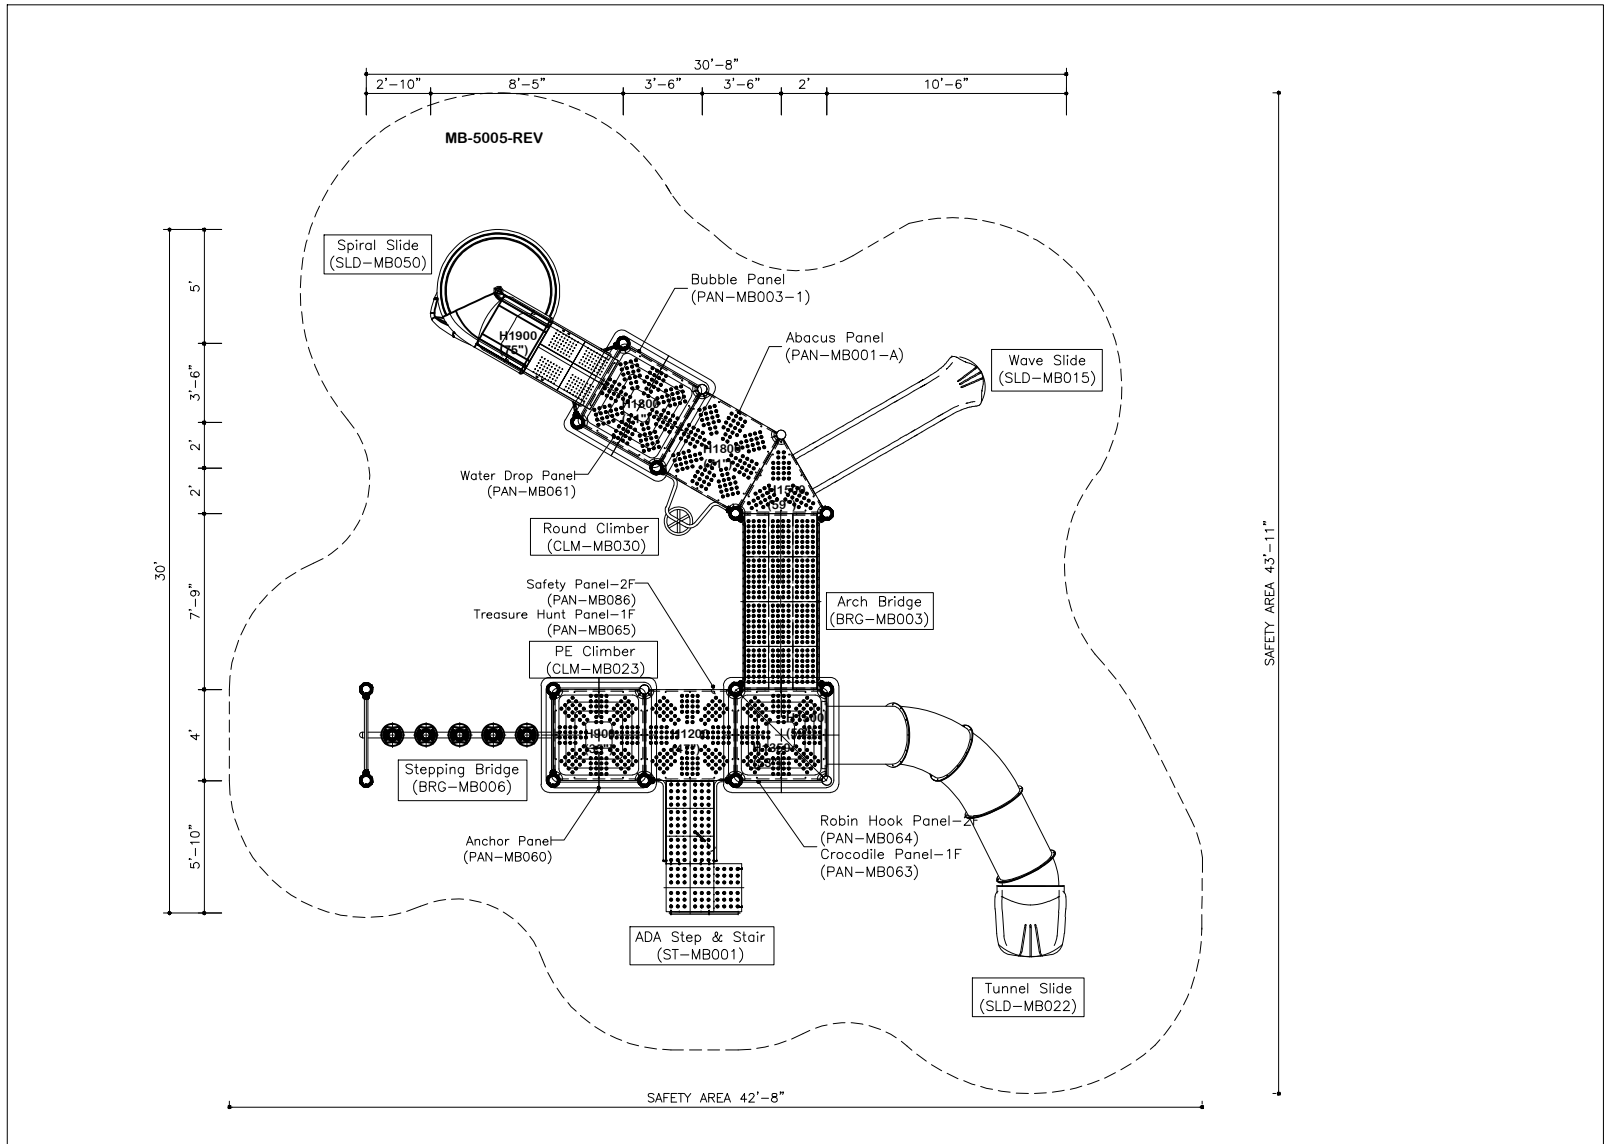 30'-8"
2'-10" 8'-5" 3'-6" 3'-6" 2' 10'-6"
MB-5005-REV
Spiral Slide
(SLD-MB050)
Bubble Panel
(PAN-MB003-1)
H1900
(75")
Abacus Panel
(PAN-MB001-A)
Wave Slide
(SLD-MB015)
H1800
H1800
Water Drop Panel
(PAN-MB061)
H1500
(59")
Round Climber
(CLM-MB030)
5'
3'-6"
2'
2'
30'
7'-9"
4'
5'-10"
SAFETY AREA 43'-11"
Safety Panel-2F
(PAN-MB086)
Treasure Hunt Panel-1F
(PAN-MB065)
Arch Bridge
(BRG-MB003)
PE Climber
(CLM-MB023)
H900
H1200
(47")
H1500
(59")
Stepping Bridge
(BRG-MB006)
Anchor Panel
(PAN-MB060)
Robin Hook Panel-2F
(PAN-MB064)
Crocodile Panel-1F
(PAN-MB063)
ADA Step & Stair
(ST-MB001)
Tunnel Slide
(SLD-MB022)
SAFETY AREA 42'-8"